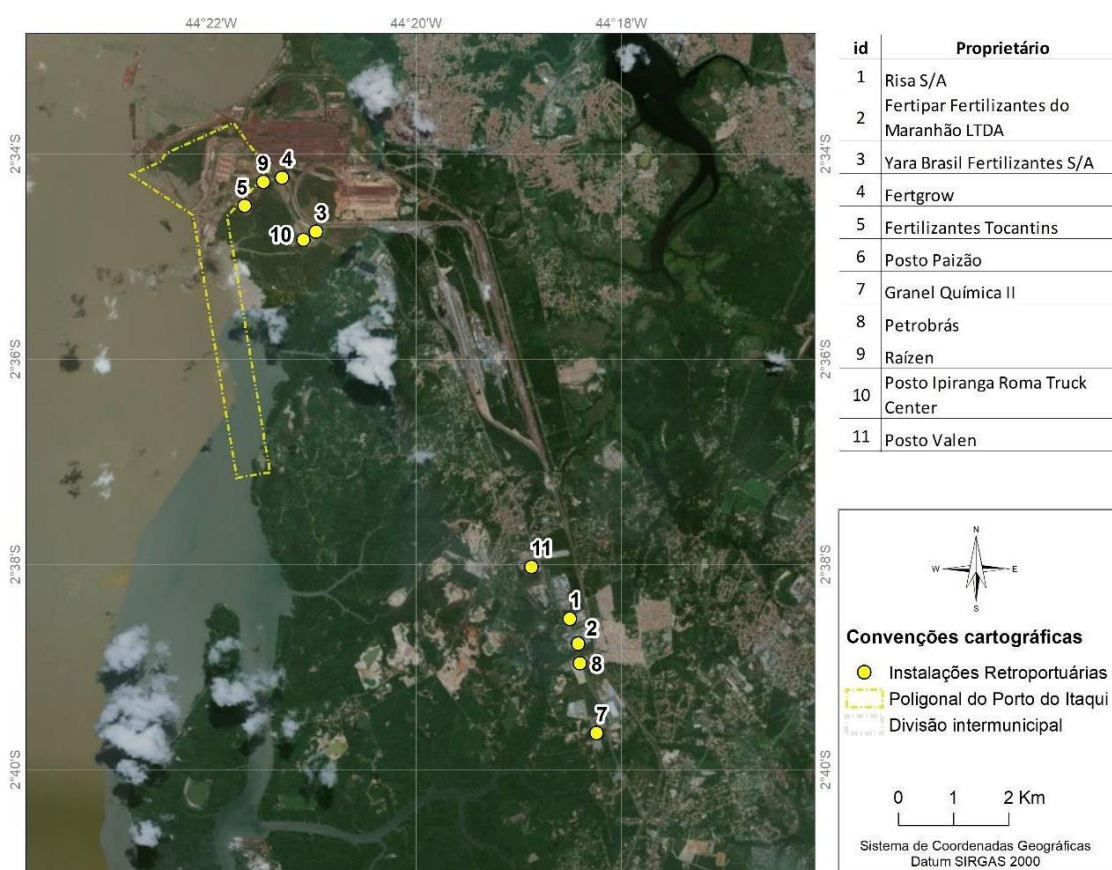 44°22'W
44°20'W
44°18'W
2°34'S
2°36'S
2°38'S
2°40'S
2°34'S
2°36'S
2°38'S
2°40'S
9
4
5
3
10
11
1
2
8
7
id Proprietário
1 Risa S/A
2 Fertipar Fertilizantes do
Maranhão LTDA
3 Yara Brasil Fertilizantes S/A
4 Fertgrow
5 Fertilizantes Tocantins
6 Posto Paizão
7 Granel Química II
8 Petrobrás
9 Raízen
10 Posto Ipiranga Roma Truck
Center
11 Posto Valen
N
W E
S
Convenções cartográficas
Instalações Retroportuárias
Poligonal do Porto do Itaqui
Divisão intermunicipal
0 1 2 Km
Sistema de Coordenadas Geográficas
Datum SIRGAS 2000